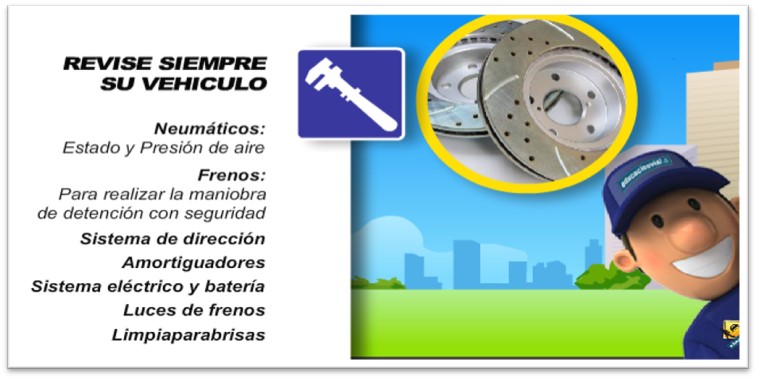 REVISE SIEMPRE
SU VEHICULO
Neumáticos:
Estado y Presión de aire
Frenos:
Para realizar la maniobra
de detención con seguridad
Sistema de dirección
Amortiguadores
Sistema eléctrico y batería
Luces de frenos
Limpiaparabrisas